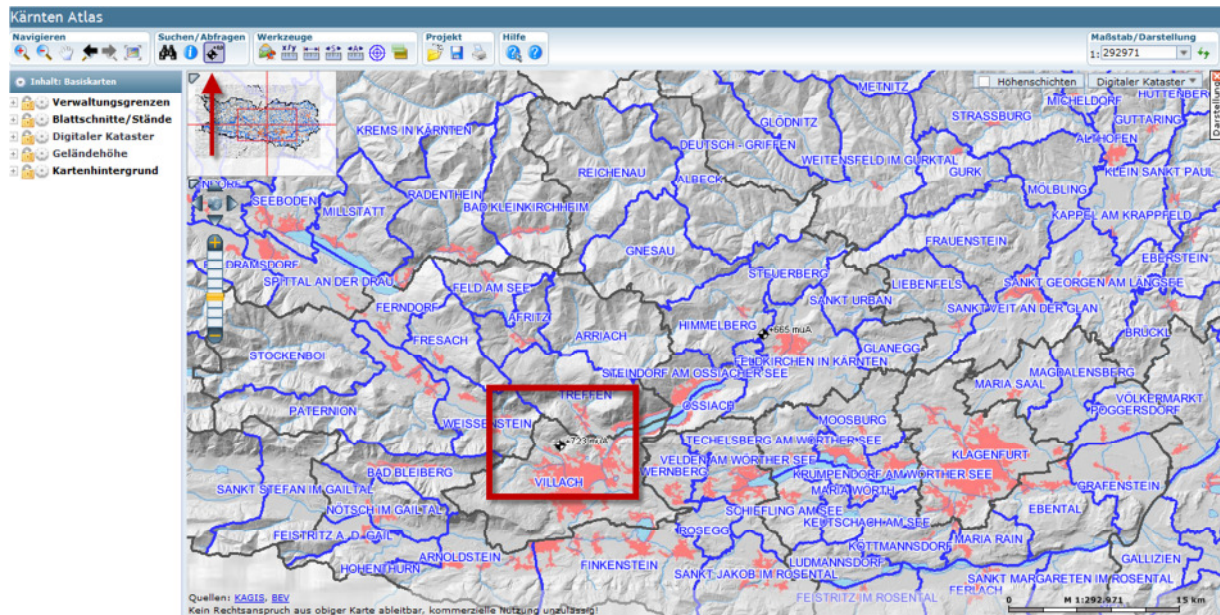 Kärnten Atlas
Navigieren
Suchen/Abfragen
Werkzeuge
Projekt
Hilfe
Maßstab/Darstellung
1: 292971
Inhalt: Basiskarten
Verwaltungsgrenzen
Blattschnitte/Stände
Digitaler Kataster
Geländehöhe
Kartenhintergrund
Höhenschichten
Digitaler Kataster
Darstellung
METNITZ
MICHELDORF
HÜTTENBER
GLÖDNITZ
STRASSBURG
GUTTARING
KREMS IN KÄRNTEN
DEUTSCH - GRIFFEN
ALTHOFEN
WEITENSFELD IM GURKTAL
REICHENAU
GURK
KLEIN SANKT PAUL
ALBECK
MÖLBLING
RADENTHEIN
SEEBODEN
MILLSTATT
BAD KLEINKIRCHHEIM
KAPPEL AM KRAPPFELD
FRAUENSTEIN
GNESAU
EBERSTEIN
STEUERBERG
SPITTAL AN DER DRAU
LIEBENFELS
SANKT GEORGEN AM LÄNGSEE
FELD AM SEE
SANKT URBAN
FERNDORF
SANKT VEIT AN DER GLAN
AFRITZ
HIMMELBERG
+665 müA
BRÜCKL
FRESACH
ARRIACH
GLANEGG
STOCKENBOI
FELDKIRCHEN IN KÄRNTEN
STEINDORF AM OSSIACHER SEE
MAGDALENSBERG
MARIA SAAL
TREFFEN
VÖLKERMARKT
OSSIACH
POGGERSDORF
PATERNION
WEISSENSTEIN
MOOSBURG
TECHELSBERG AM WÖRTHER SEE
+723 müA
KLAGENFURT
VELDEN AM WÖRTHER SEE
BAD BLEIBERG
WERNBERG
KRUMPENDORF AM WÖRTHER SEE
VILLACH
GRAFENSTEIN
SANKT STEFAN IM GAILTAL
MARIA WÖRTH
NÖTSCH IM GAILTAL
SCHIEFLING AM SEE
EBENTAL
KEUTSCHACH AM SEE
ROSEGG
FEISTRITZ A. D. GAIL
MARIA RAIN
KÖTTMANNSDORF
ARNOLDSTEIN
GALLIZIEN
HOHENTHURN
FINKENSTEIN
LUDMANNSDORF
SANKT JAKOB IM ROSENTAL
SANKT MARGARETEN IM ROSENTAL
FERLACH
FEISTRITZ IM ROSENTAL
Quellen: KAGIS, BEV
0 M 1:292.971 15 km
Kein Rechtsanspruch aus obiger Karte ableitbar, kommerzielle Nutzung unzulässig!